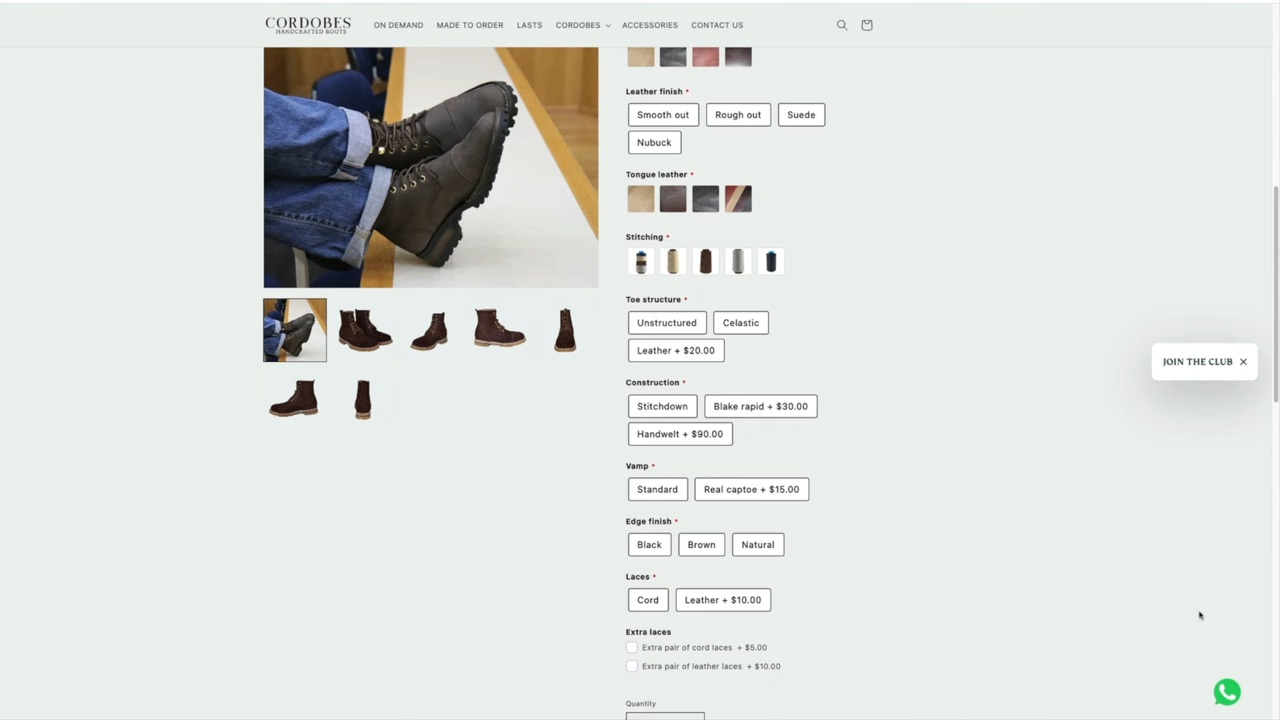 CORDOBES
HANDCRAFTED BOOTS
ON DEMAND MADE TO ORDER LASTS CORDOBES ACCESSORIES CONTACT US
Leather finish *
Smooth out Rough out Suede
Nubuck
Tongue leather *
Stitching *
Toe structure *
Unstructured Celastic
Leather + $20.00
JOIN THE CLUB ×
Construction *
Stitchdown Blake rapid + $30.00
Handwelt + $90.00
Vamp *
Standard Real captoe + $15.00
Edge finish *
Black Brown Natural
Laces *
Cord Leather + $10.00
Extra laces
Extra pair of cord laces + $5.00
Extra pair of leather laces + $10.00
Quantity